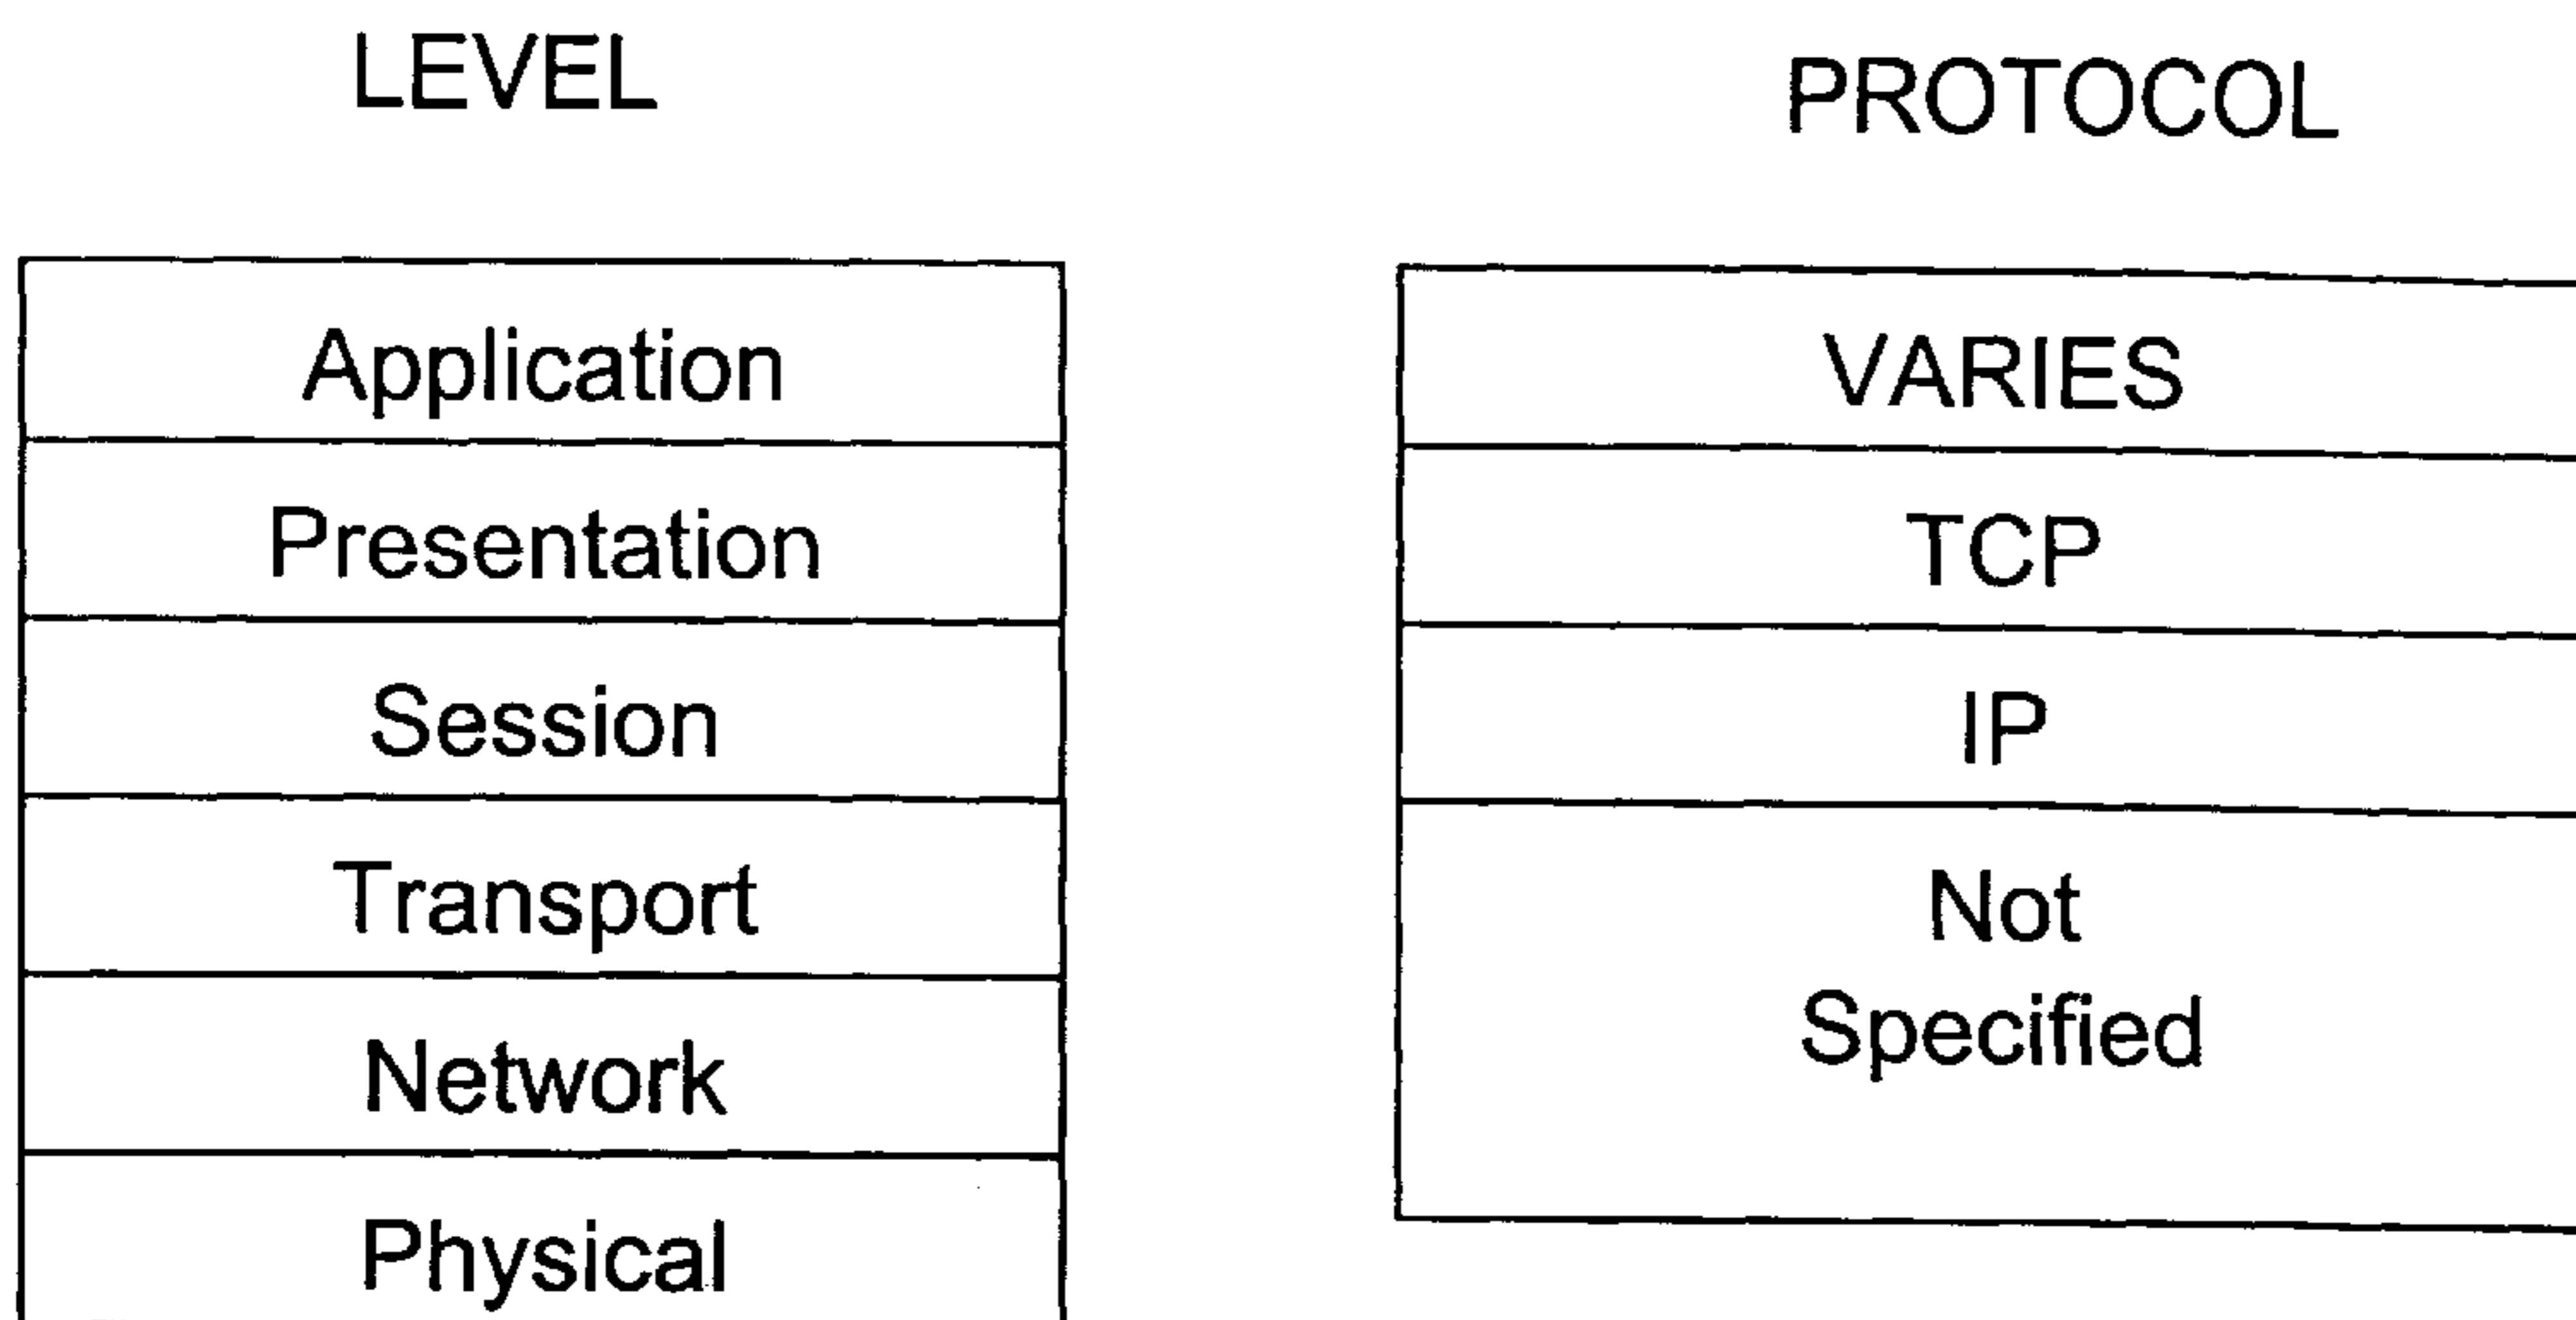 LEVEL
Application
Presentation
Session
Transport
Network
Physical
PROTOCOL
VARIES
TCP
IP
Not
Specified